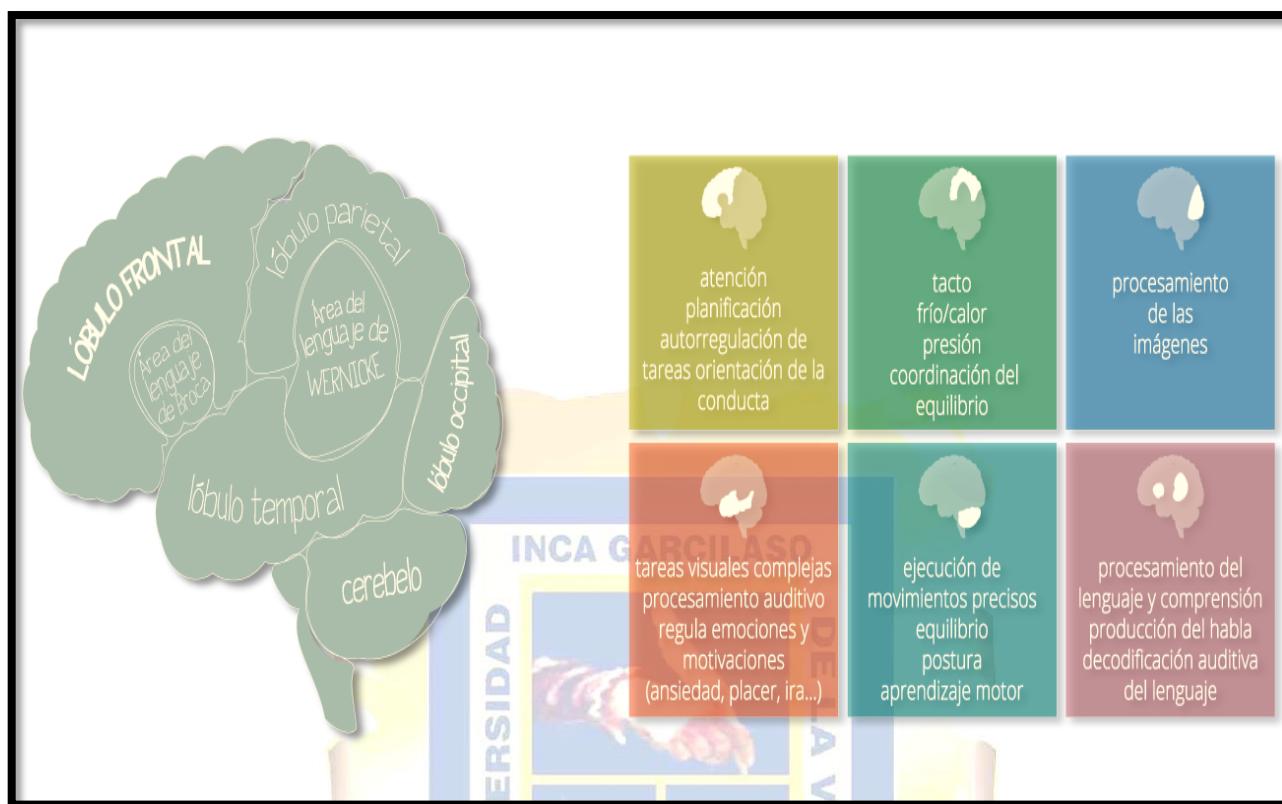 LÓBULO FRONTAL
lóbulo parietal
Área del
lenguaje
de Broca
Área del
lenguaje de
WERNICKE
lóbulo occipital
lóbulo temporal
cerebelo
atención
planificación
autorregulación de
tareas orientación de la
conducta
tacto
frío/calor
presión
coordinación del
equilibrio
procesamiento
de las
imágenes
tareas visuales complejas
procesamiento auditivo
regula emociones y
motivaciones
(ansiedad, placer, ira...)
ejecución de
movimientos precisos
equilibrio
postura
aprendizaje motor
procesamiento del
lenguaje y comprensión
producción del habla
decodificación auditiva
del lenguaje
INCA GARCILASO
ERSIDAD
DE LA V